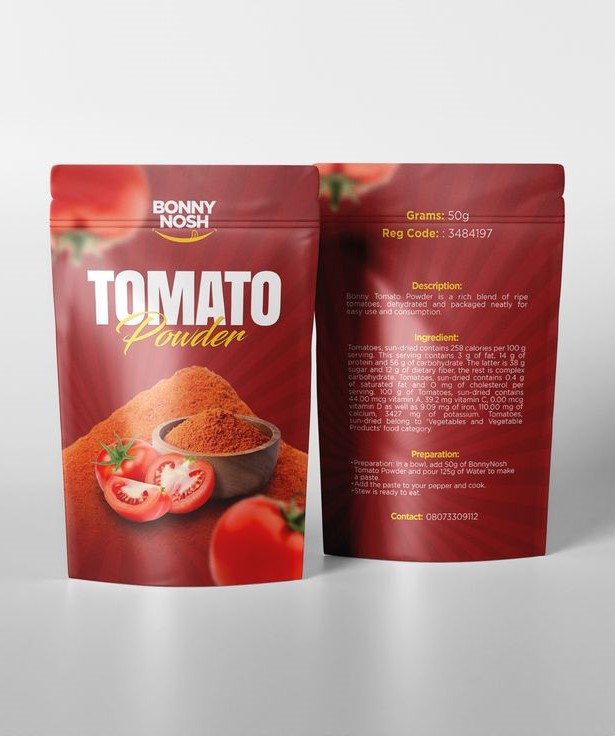 BONNY
NOSH
TOMATO
Powder
Grams: 50g
Reg Code: : 3484197
Description:
Bonny Tomato Powder is a rich blend of ripe
tomatoes, dehydrated and packaged neatly for
easy use and consumption.
Ingredient:
Tomatoes, sun-dried contains 258 calories per 100 g
serving. This serving contains 3 g of fat, 14 g of
protein and 56 g of carbohydrate. The latter is 38 g
sugar and 12 g of dietary fiber, the rest is complex
carbohydrate. Tomatoes, sun-dried contains 0.4 g
of saturated fat and 0 mg of cholesterol per
serving. 100 g of Tomatoes, sun-dried contains
44.00 mcg vitamin A, 39.2 mg vitamin C, 0.00 mcg
vitamin D as well as 9.09 mg of iron, 110.00 mg of
calcium, 3427 mg of potassium. Tomatoes,
sun-dried belong to 'Vegetables and Vegetable
Products' food category.
Preparation:
•Preparation: In a bowl, add 50g of BonnyNosh
Tomato Powder and pour 125g of Water to make
a paste.
•Add the paste to your pepper and cook.
•Stew is ready to eat.
Contact: 08073309112